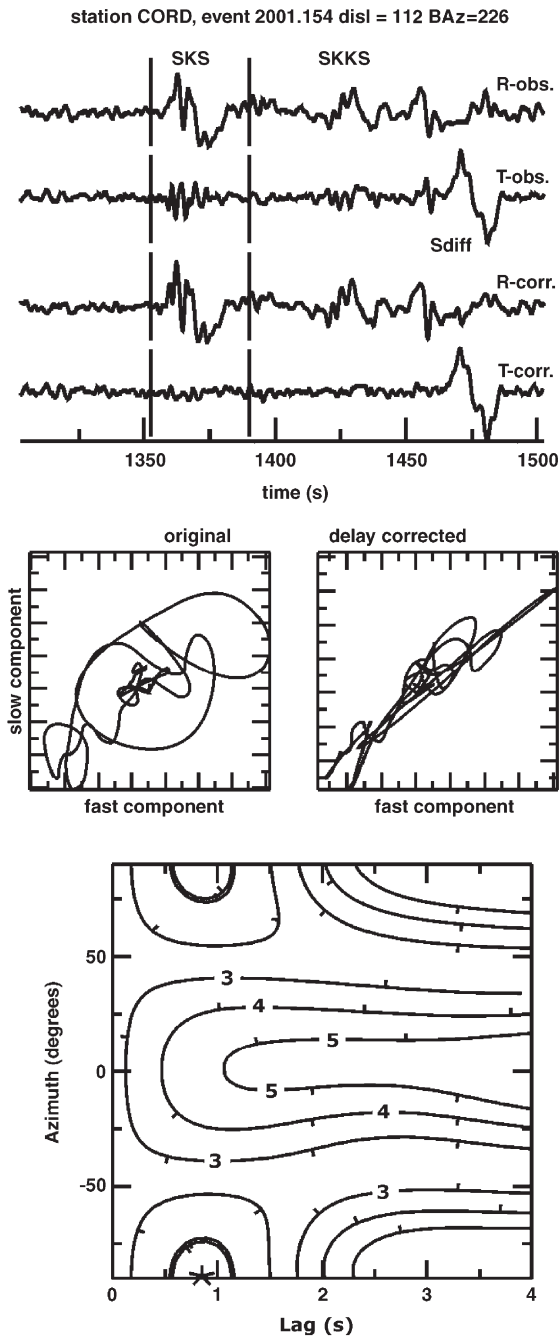 station CORD, event 2001.154 disl = 112 BAz=226
SKS SKKS
R-obs.
T-obs.
Sdiff
R-corr.
T-corr.
1350 1400 1450 1500
time (s)
original delay corrected
slow component
fast component fast component
50
0
-50
Azimuth (degrees)
3
4
5
5
4
3
3
0 1 2 3 4
Lag (s)